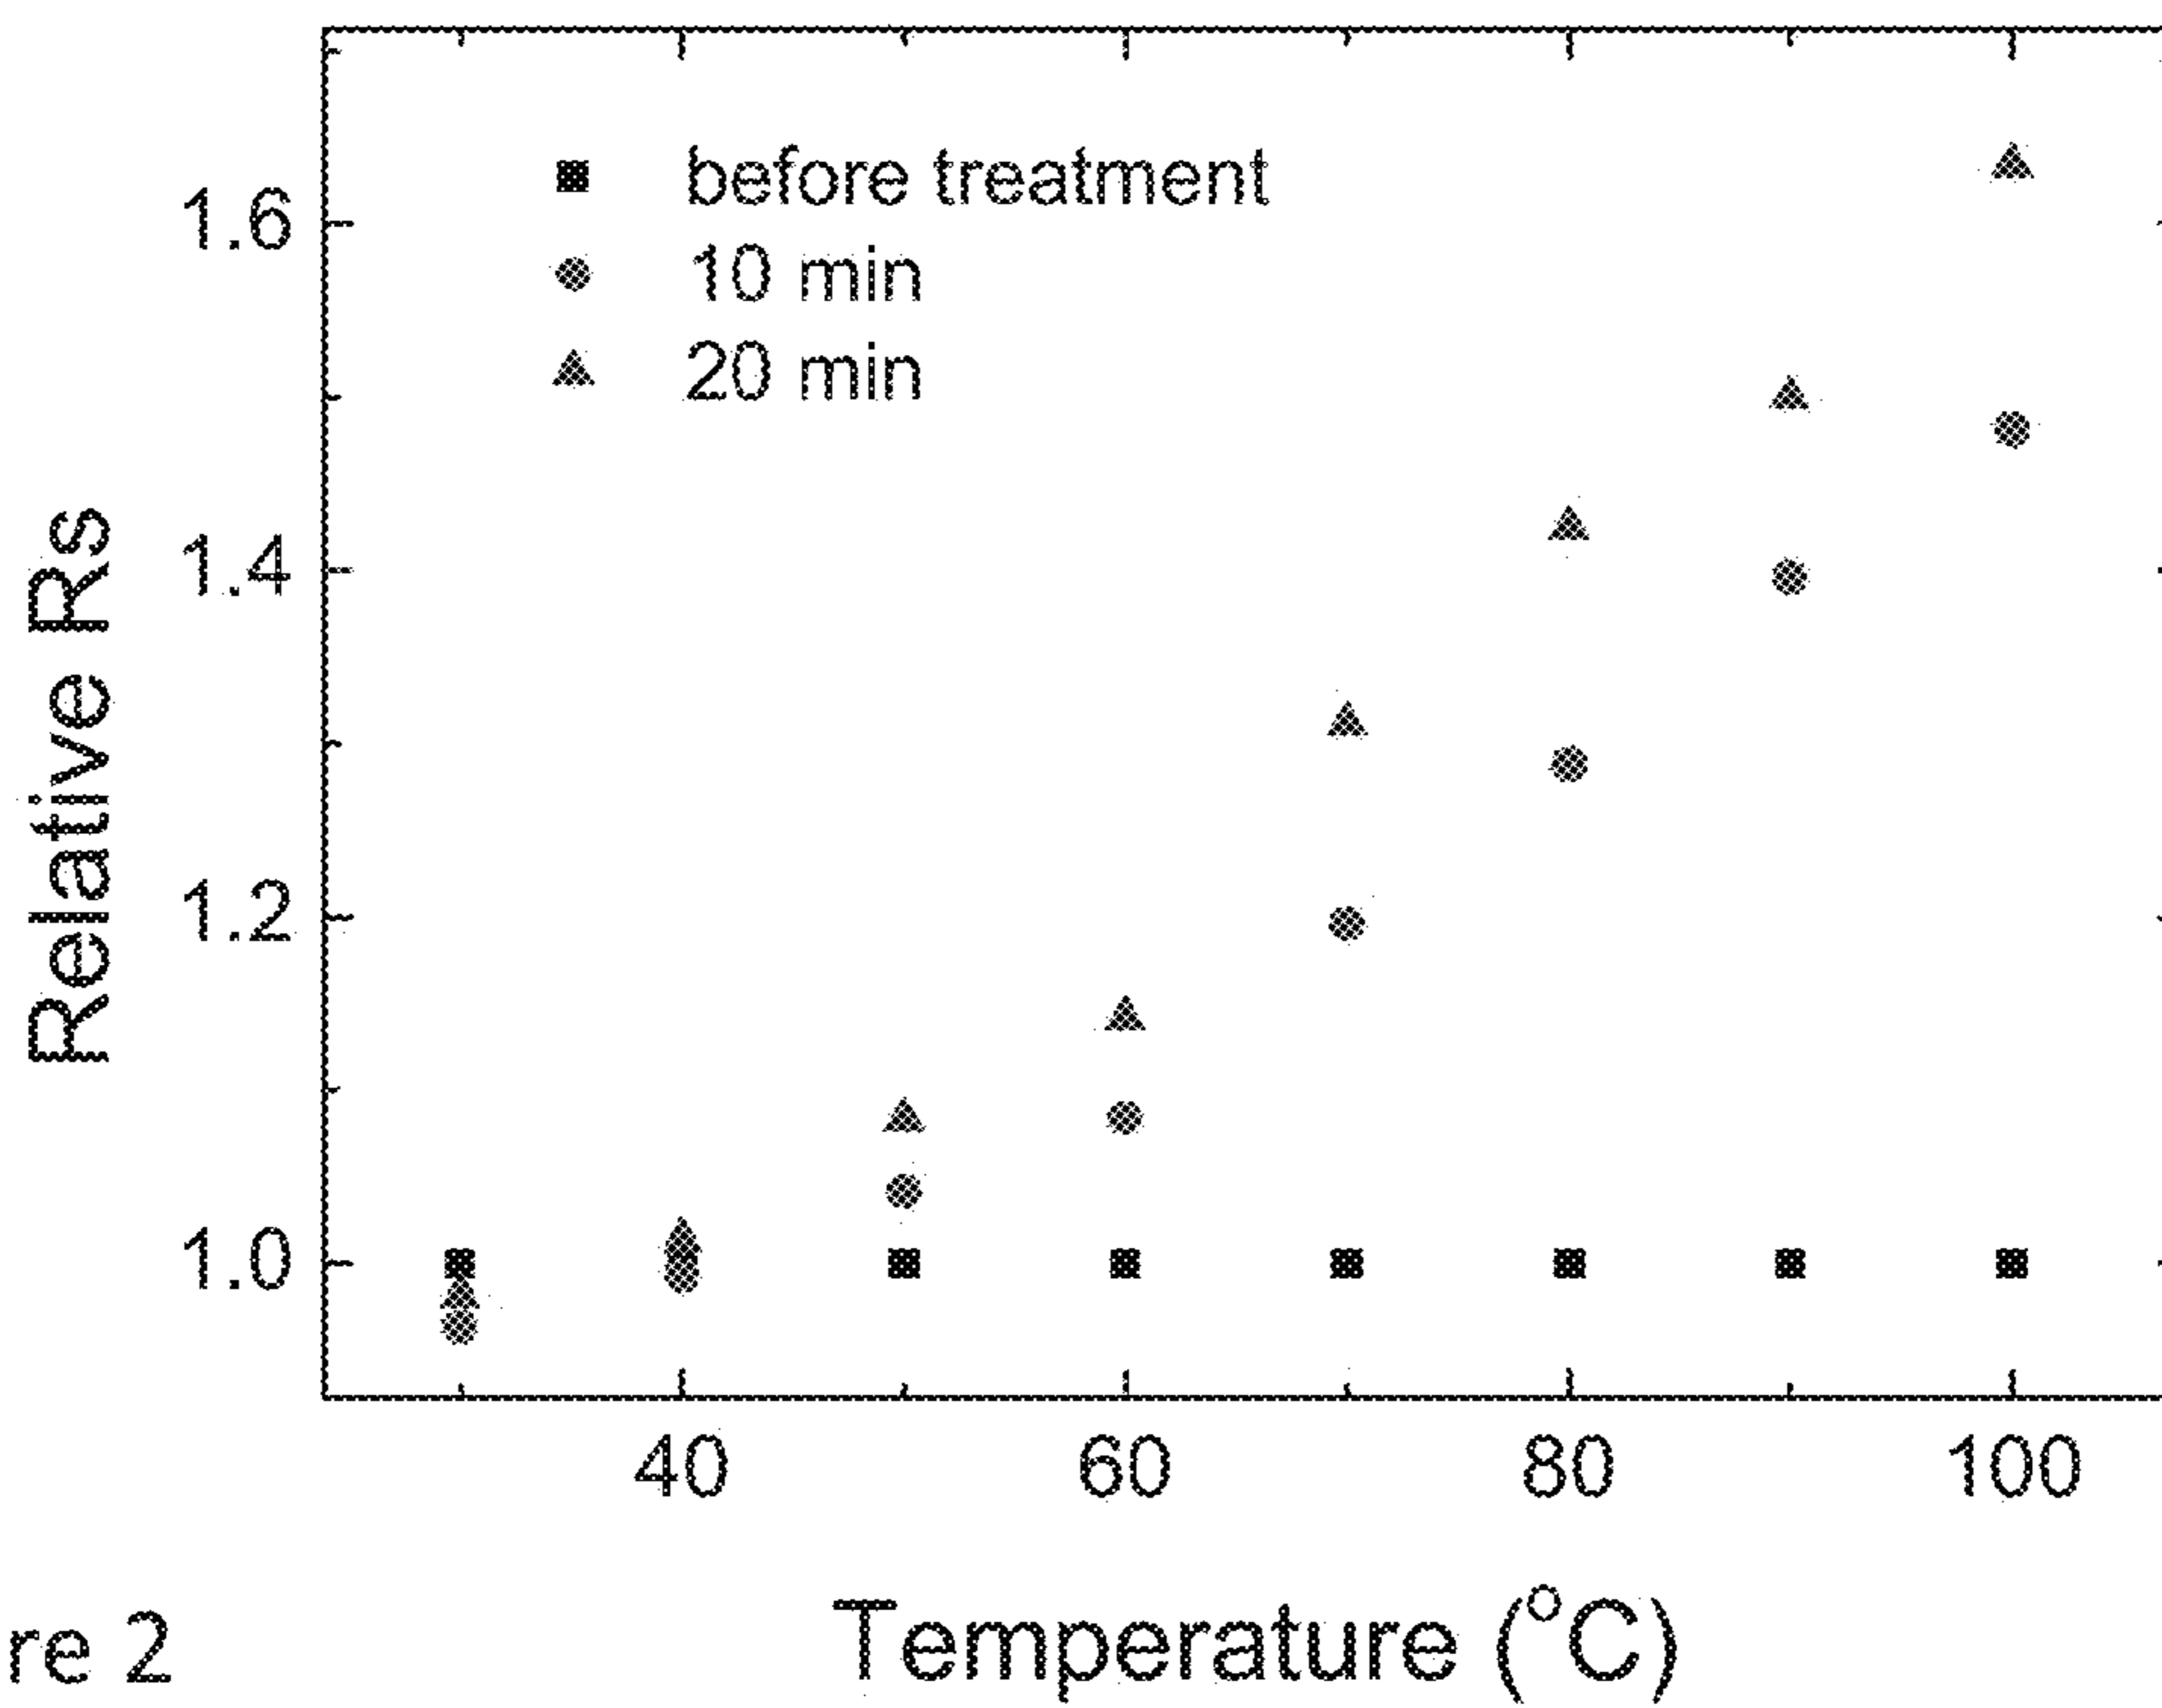 before treatment
10 min
20 min
Relative Rs
1.6
1.4
1.2
1.0
40 60 80 100
Temperature (°C)
re 2